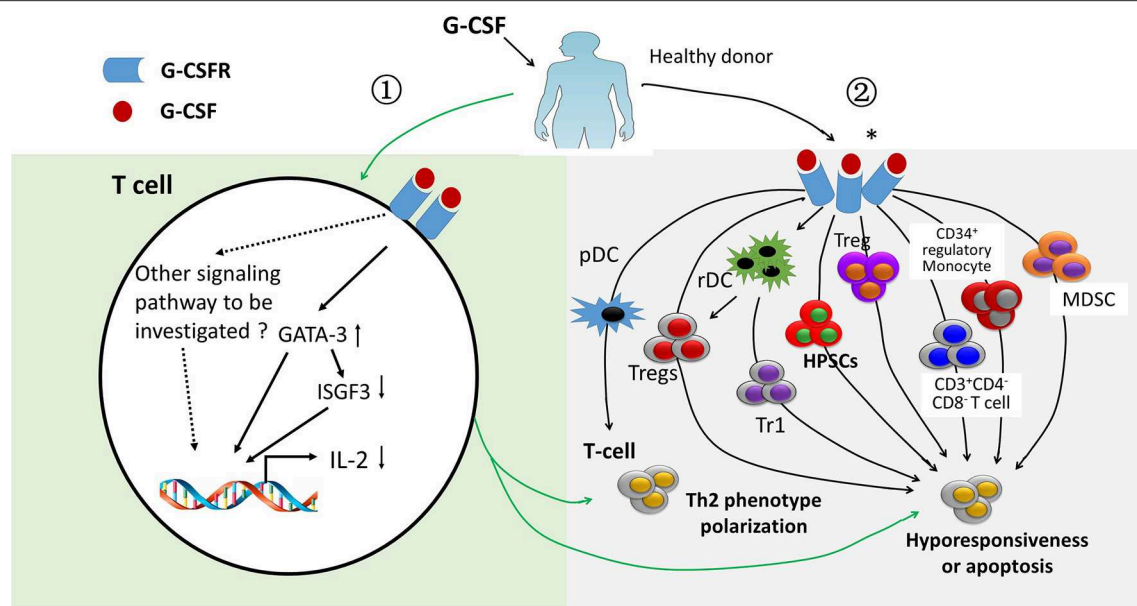 G-CSF
Healthy donor
G-CSFR
G-CSF
①
②
*
T cell
Other signaling
pathway to be
investigated ?
GATA-3 ↑
ISGF3 ↓
IL-2 ↓
pDC
rDC
Treg
CD34⁺
regulatory
Monocyte
MDSC
Tregs
HPSCs
Tr1
CD3⁺CD4⁻
CD8⁻ T cell
T-cell
Th2 phenotype
polarization
Hyporesponsiveness
or apoptosis